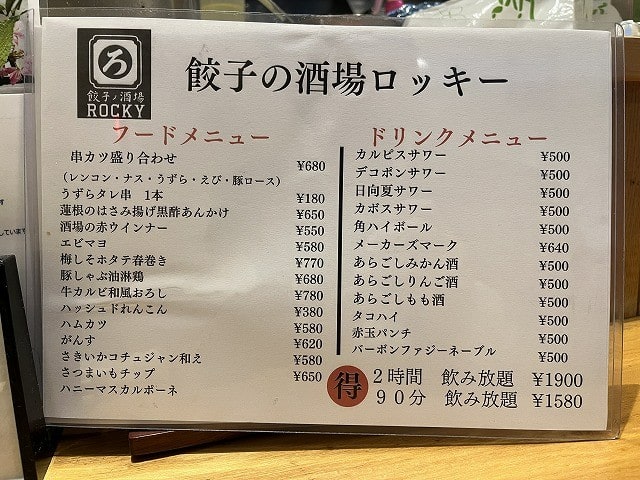 ろ
餃子ノ酒場
ROCKY
餃子の酒場ロッキー
フードメニュー
串カツ盛り合わせ ¥680
(レンコン・ナス・うずら・えび・豚ロース)
うずらタレ串 1本 ¥180
蓮根のはさみ揚げ黒酢あんかけ ¥650
酒場の赤ウインナー ¥550
エビマヨ ¥580
梅しそホタテ春巻き ¥770
豚しゃぶ油淋鶏 ¥680
牛カルビ和風おろし ¥780
ハッシュドれんこん ¥380
ハムカツ ¥580
がんす ¥620
さきいかコチュジャン和え ¥580
さつまいもチップ ¥650
ハニーマスカルポーネ
ドリンクメニュー
カルピスサワー ¥500
デコポンサワー ¥500
日向夏サワー ¥500
カボスサワー ¥500
角ハイボール ¥500
メーカーズマーク ¥640
あらごしみかん酒 ¥500
あらごしりんご酒 ¥500
あらごしもも酒 ¥500
タコハイ ¥500
赤玉パンチ ¥500
バーボンファジーネーブル ¥500
得
2時間 飲み放題 ¥1900
90分 飲み放題 ¥1580